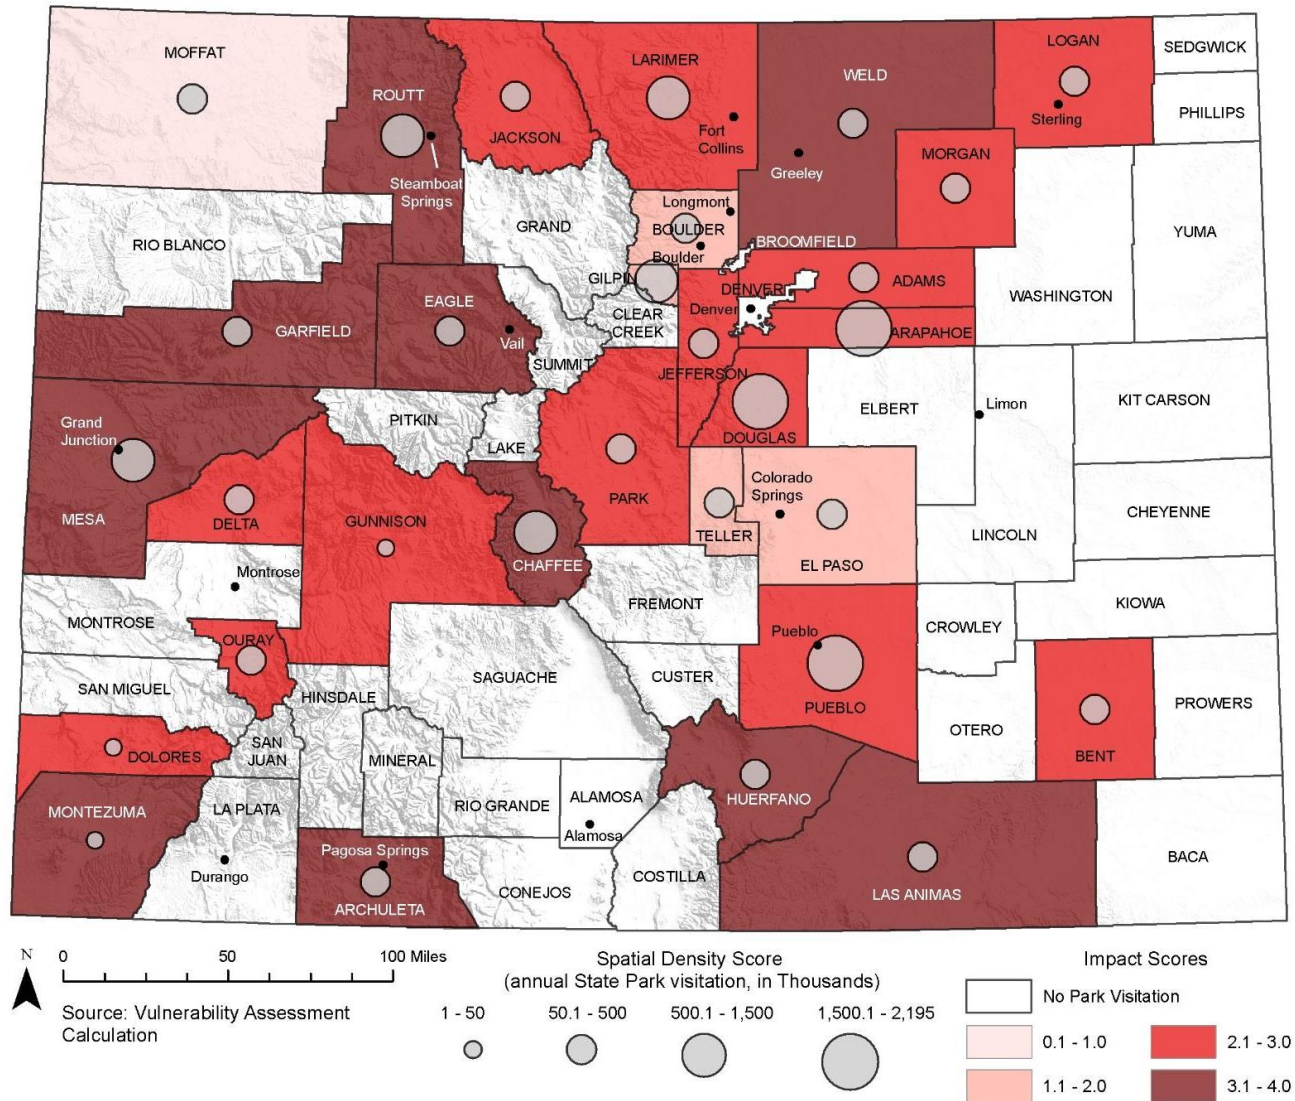 MOFFAT
ROUTT
JACKSON
LARIMER
WELD
LOGAN
SEDGWICK
PHILLIPS
Fort
Collins
Sterling
MORGAN
Greeley
Steamboat
Springs
Longmont
BOULDER
Boulder
GRAND
RIO BLANCO
BROOMFIELD
YUMA
GILPIN
DENVER
Denver
ADAMS
WASHINGTON
EAGLE
GARFIELD
Vail
CLEAR
CREEK
ARAPAHOE
SUMMIT
JEFFERSON
PITKIN
LAKE
ELBERT
Limon
KIT CARSON
Grand
Junction
DOUGLAS
MESA
DELTA
GUNNISON
PARK
Colorado
Springs
TELLER
EL PASO
CHEYENNE
LINCOLN
CHAFFEE
Montrose
MONTROSE
FREMONT
KIOWA
CROWLEY
OURAY
Pueblo
SAN MIGUEL
HINSDALE
SAGUACHE
CUSTER
PUEBLO
PROWERS
OTERO
BENT
DOLORES
SAN
JUAN
MINERAL
MONTEZUMA
LA PLATA
RIO GRANDE
ALAMOSA
Alamosa
HUERFANO
Durango
Pagosa Springs
ARCHULETA
CONEJOS
COSTILLA
LAS ANIMAS
BACA
N
0 50 100 Miles
Source: Vulnerability Assessment
Calculation
Spatial Density Score
(annual State Park visitation, in Thousands)
1 - 50 50.1 - 500 500.1 - 1,500 1,500.1 - 2,195
Impact Scores
No Park Visitation
0.1 - 1.0 2.1 - 3.0
1.1 - 2.0 3.1 - 4.0